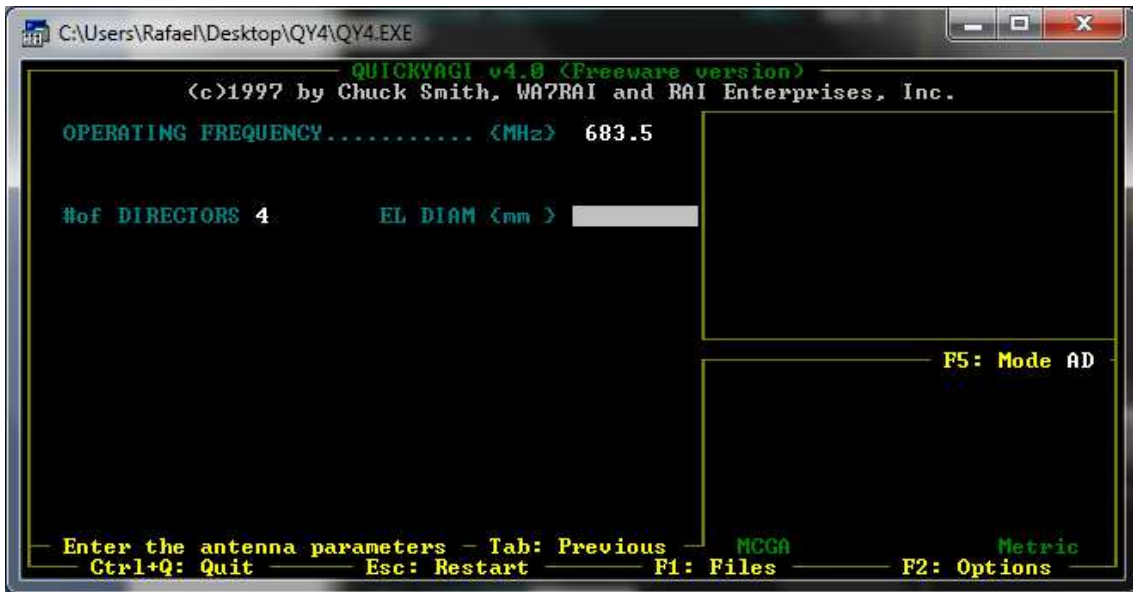 C:\Users\Rafael\Desktop\QY4\QY4.EXE
QUICKYAGI v4.0 (Freeware version)
(c)1997 by Chuck Smith, WA7RAI and RAI Enterprises, Inc.
OPERATING FREQUENCY........... (MHz) 683.5
#of DIRECTORS 4 EL DIAM (mm )
F5: Mode AD
Enter the antenna parameters - Tab: Previous
MCGA Metric
Ctrl+Q: Quit Esc: Restart F1: Files F2: Options